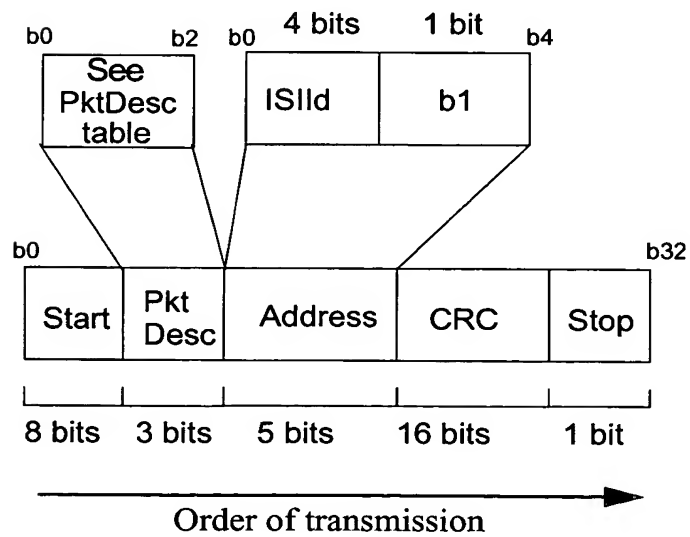 4 bits 1 bit
b0 b2 b0 b4
See
PktDesc
table
ISIId b1
b0 b32
Start Pkt
Desc Address CRC Stop
8 bits 3 bits 5 bits 16 bits 1 bit
Order of transmission